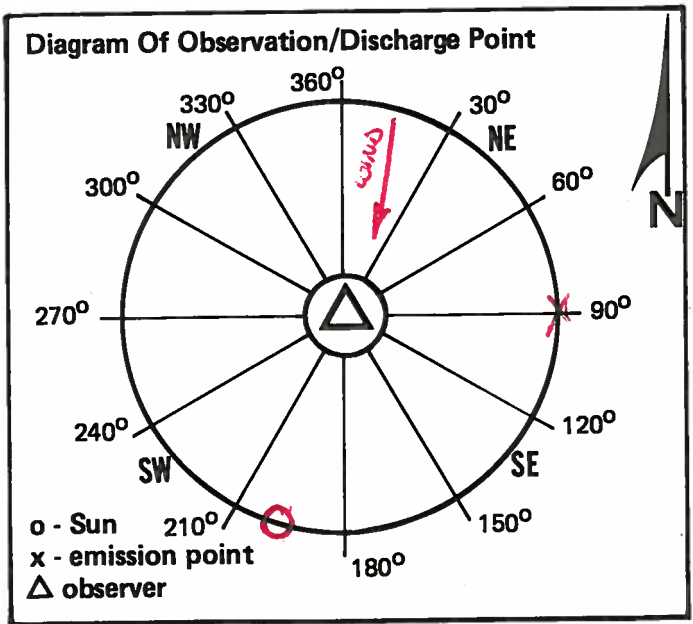 Diagram Of Observation/Discharge Point
360°
330°
30°
NW
NE
300°
60°
wind
N
270°
90°
240°
120°
SW
SE
o - Sun
210°
150°
x - emission point
180°
△ observer